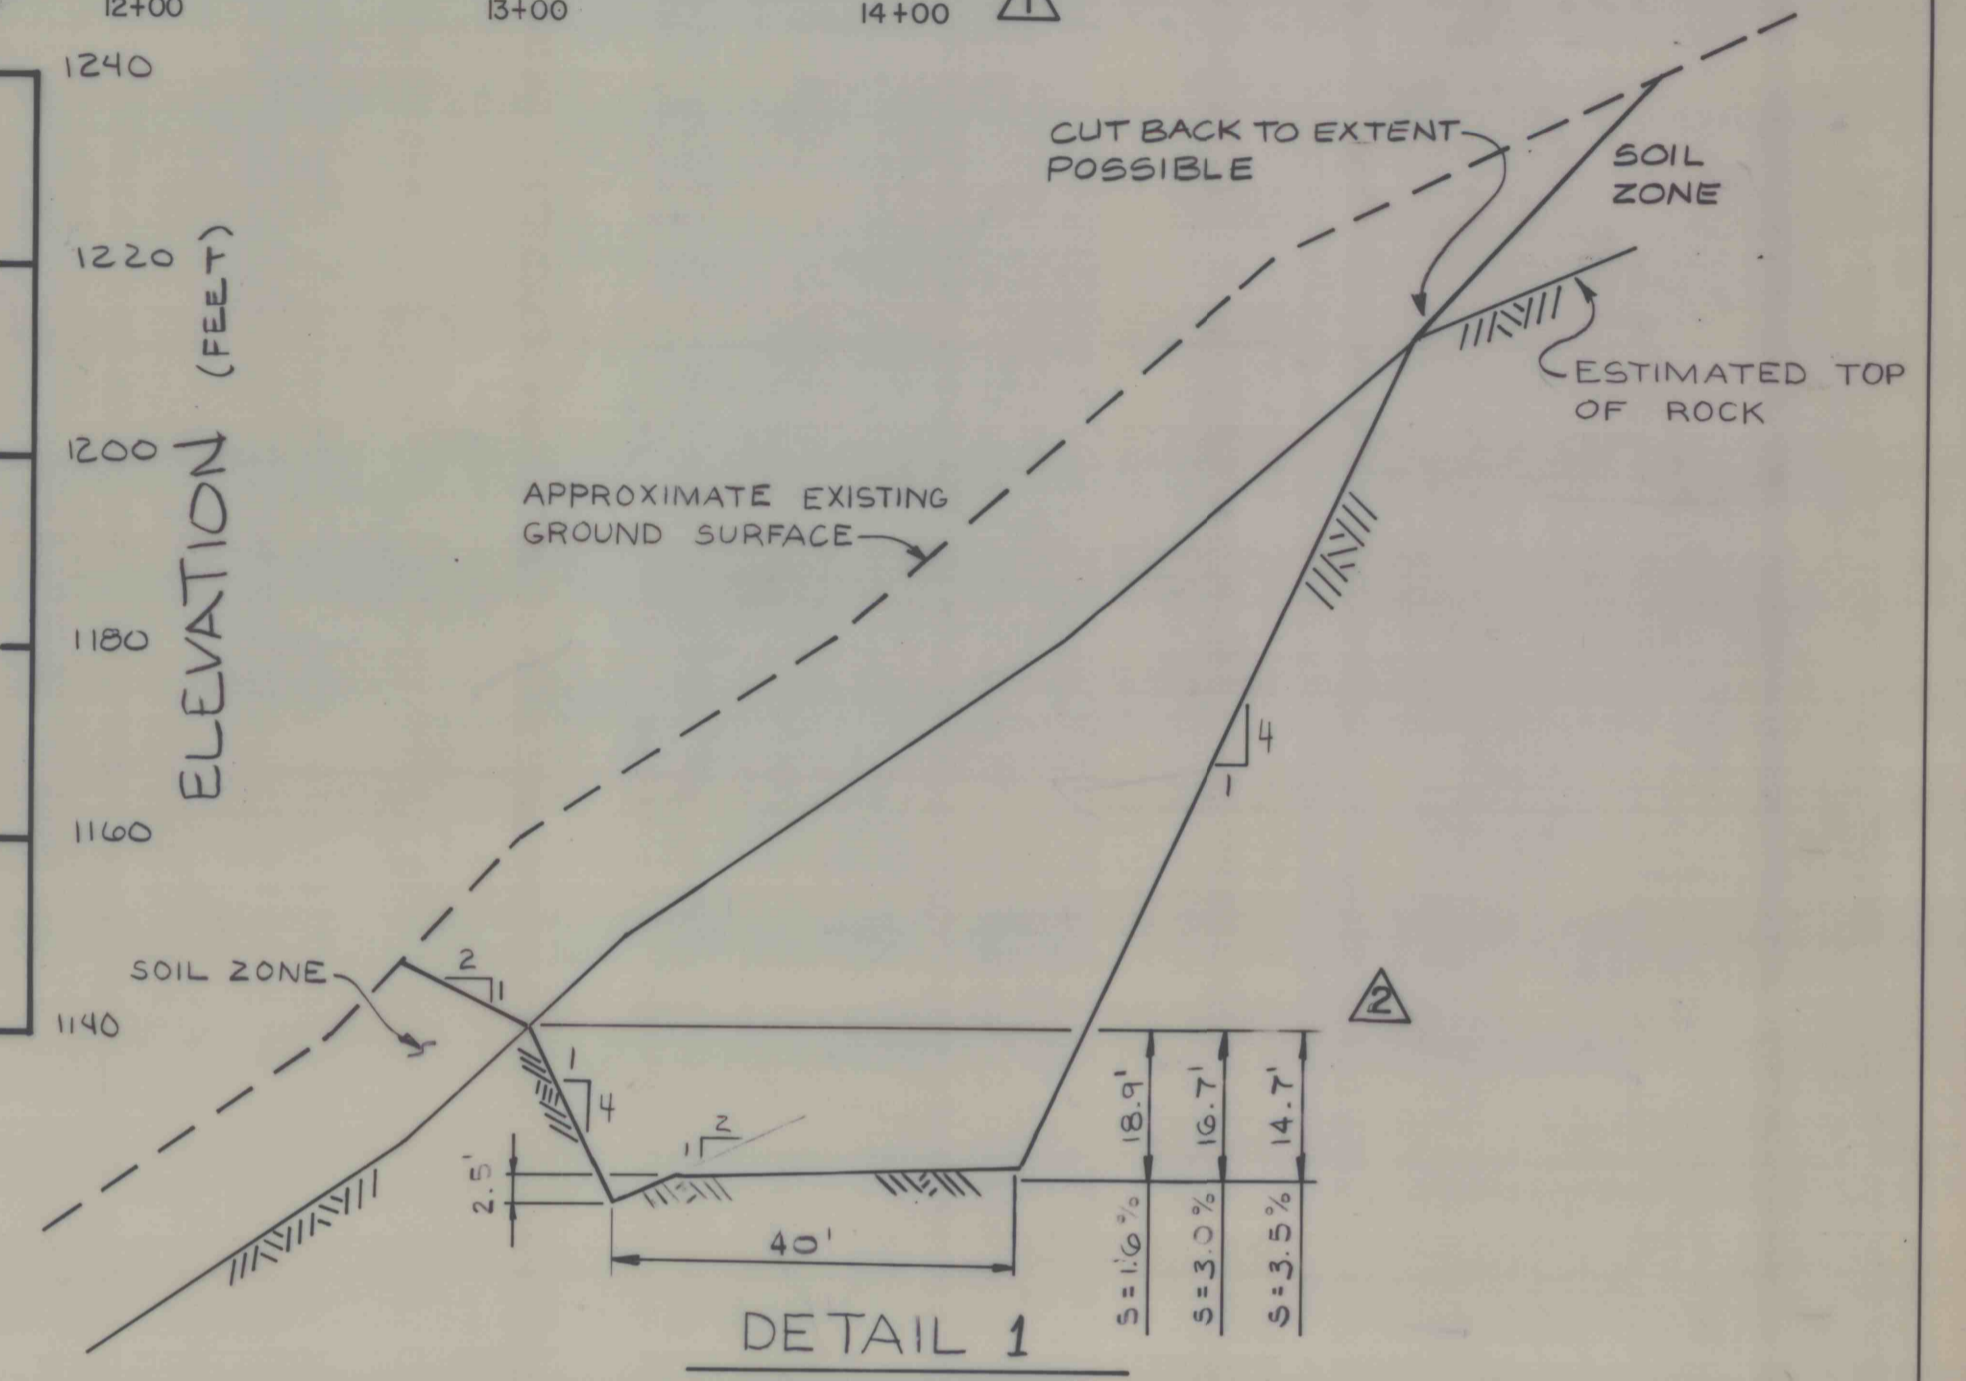 12+00
13+00
14+00
1
1240
1220
1200
1180
1160
1140
ELEVATION (FEET)
CUT BACK TO EXTENT
POSSIBLE
SOIL
ZONE
ESTIMATED TOP
OF ROCK
APPROXIMATE EXISTING
GROUND SURFACE
4
1
SOIL ZONE
2
1
2
1
4
1
2
2.5'
40'
18.9'
16.7'
14.7'
S=1.6%
S=3.0%
S=3.5%
DETAIL 1